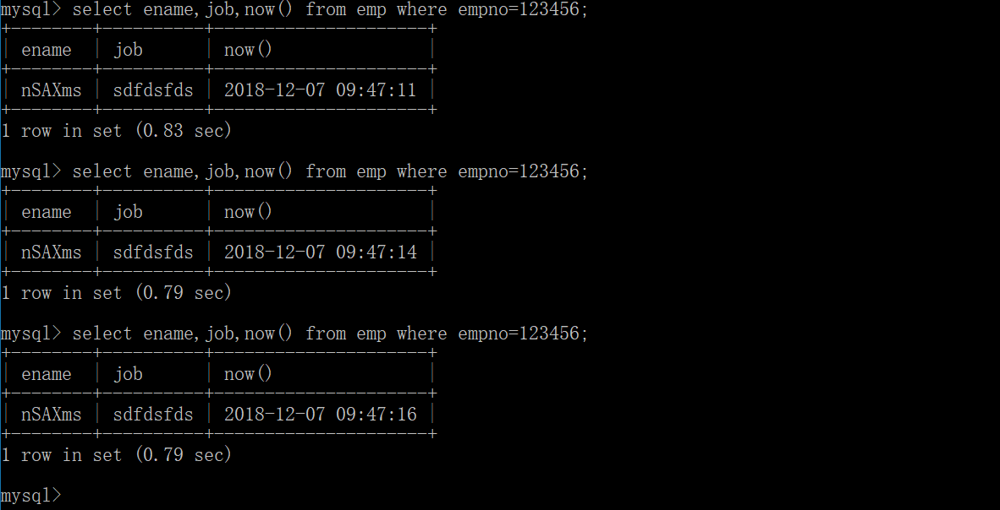 mysql> select ename,job,now() from emp where empno=123456;
+--------+----------+---------------------+
| ename  | job      | now()               |
+--------+----------+---------------------+
| nSAXms | sdfdsfds | 2018-12-07 09:47:11 |
+--------+----------+---------------------+
1 row in set (0.83 sec)
mysql> select ename,job,now() from emp where empno=123456;
+--------+----------+---------------------+
| ename  | job      | now()               |
+--------+----------+---------------------+
| nSAXms | sdfdsfds | 2018-12-07 09:47:14 |
+--------+----------+---------------------+
1 row in set (0.79 sec)
mysql> select ename,job,now() from emp where empno=123456;
+--------+----------+---------------------+
| ename  | job      | now()               |
+--------+----------+---------------------+
| nSAXms | sdfdsfds | 2018-12-07 09:47:16 |
+--------+----------+---------------------+
1 row in set (0.79 sec)
mysql>